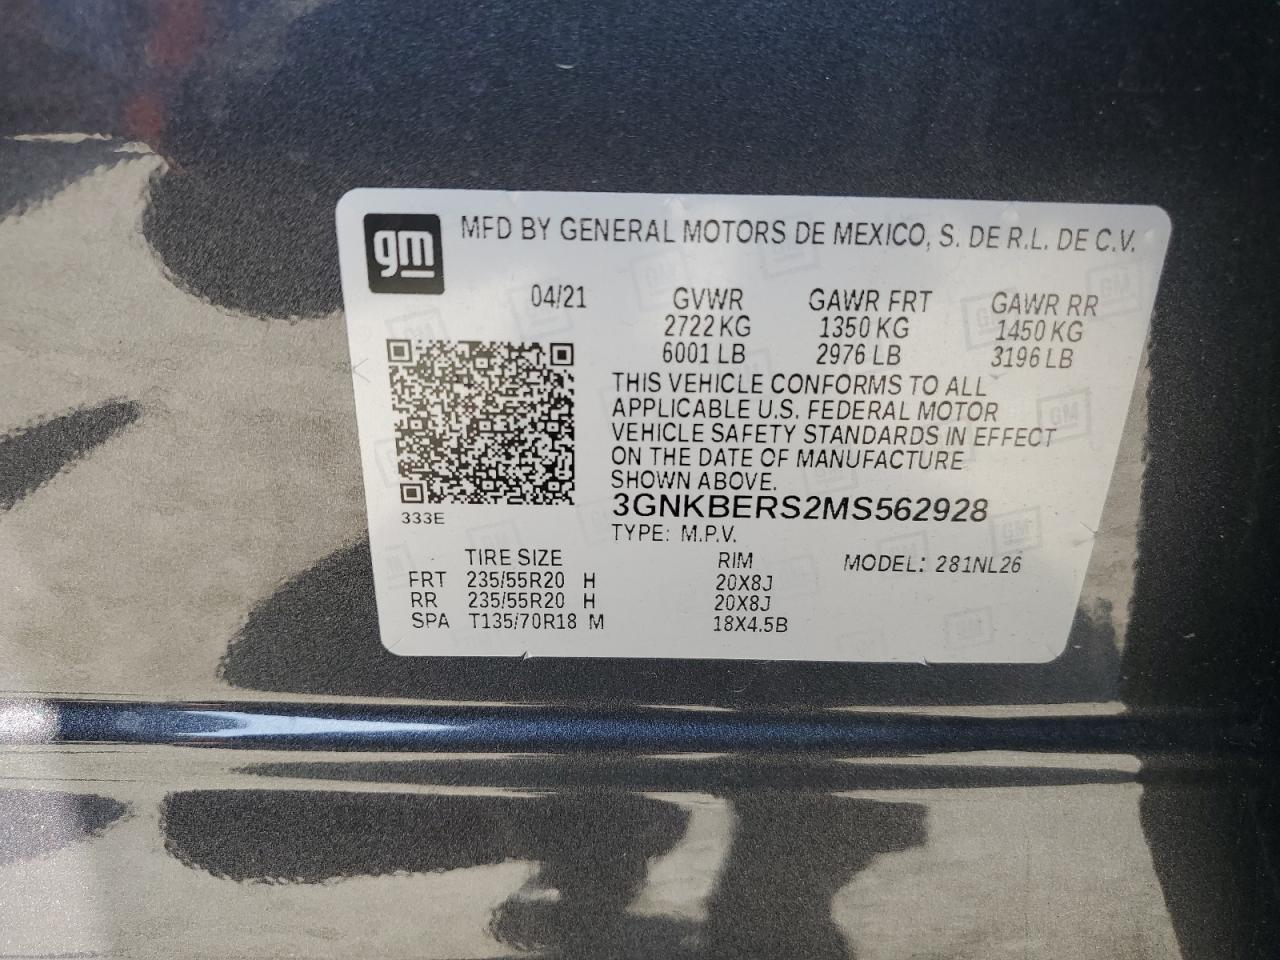 gm
MFD BY GENERAL MOTORS DE MEXICO, S. DE R.L. DE C.V.
04/21 GVWR GAWR FRT GAWR RR
2722 KG 1350 KG 1450 KG
6001 LB 2976 LB 3196 LB
THIS VEHICLE CONFORMS TO ALL
APPLICABLE U.S. FEDERAL MOTOR
VEHICLE SAFETY STANDARDS IN EFFECT
ON THE DATE OF MANUFACTURE
SHOWN ABOVE.
3GNKBERS2MS562928
333E
TYPE: M.P.V.
TIRE SIZE RIM MODEL: 281NL26
FRT 235/55R20 H 20X8J
RR 235/55R20 H 20X8J
SPA T135/70R18 M 18X4.5B